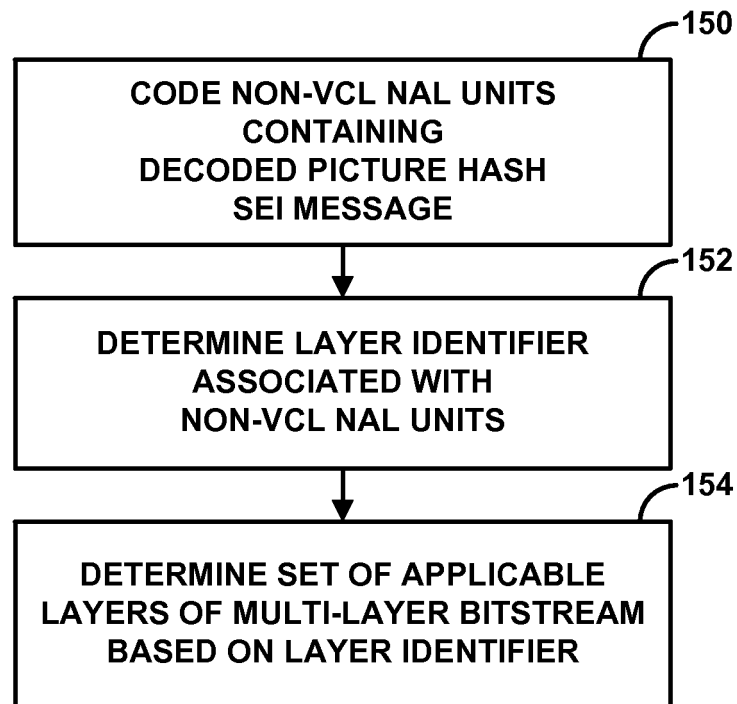 150
CODE NON-VCL NAL UNITS
CONTAINING
DECODED PICTURE HASH
SEI MESSAGE
152
DETERMINE LAYER IDENTIFIER
ASSOCIATED WITH
NON-VCL NAL UNITS
154
DETERMINE SET OF APPLICABLE
LAYERS OF MULTI-LAYER BITSTREAM
BASED ON LAYER IDENTIFIER